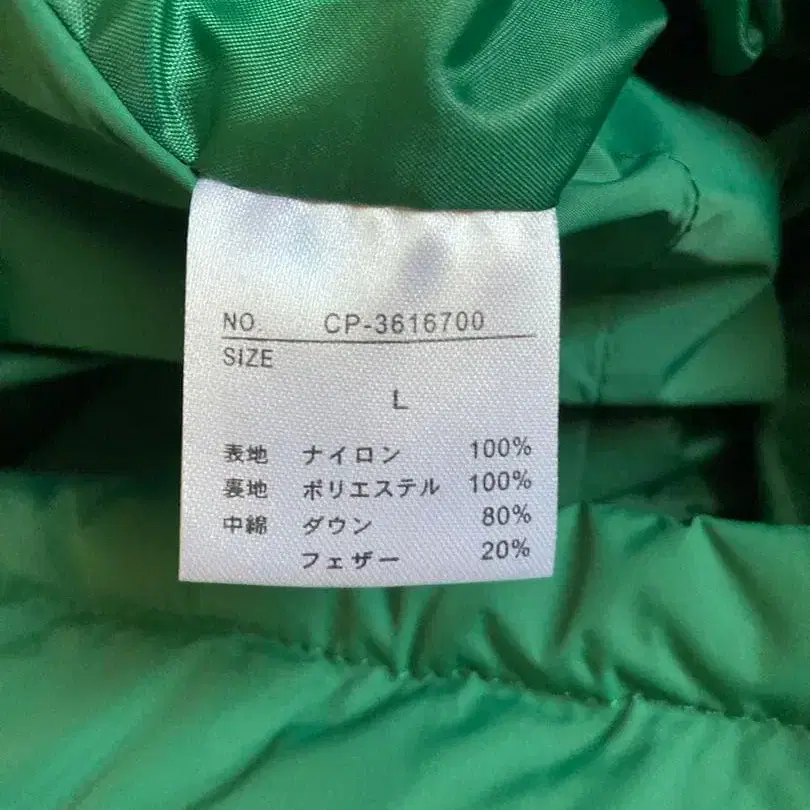 NO. CP-3616700
SIZE
L
表地 ナイロン 100%
裏地 ポリエステル 100%
中綿 ダウン 80%
フェザー 20%